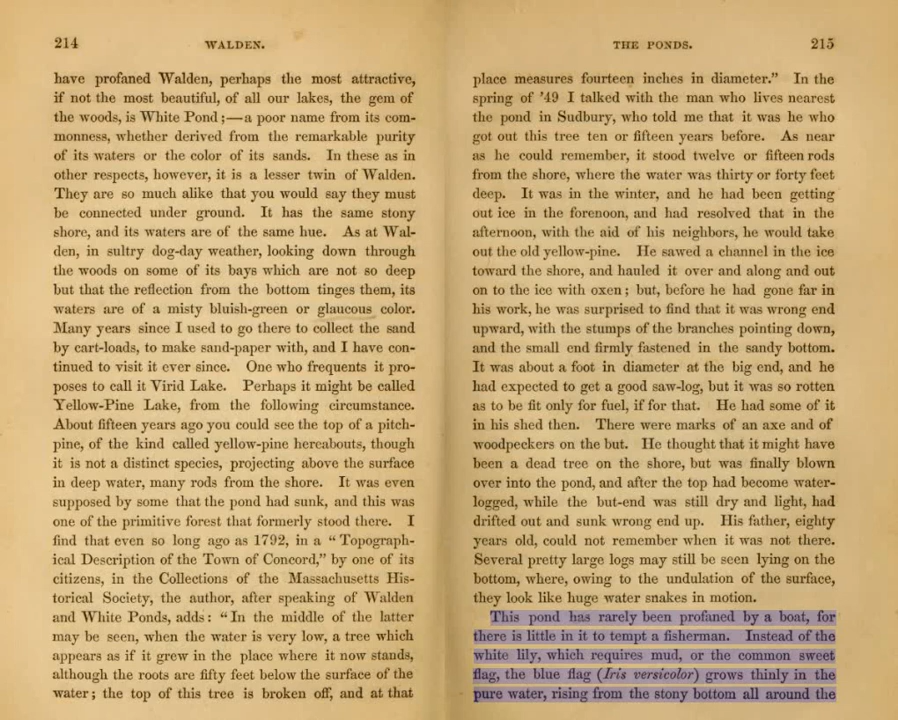 214
WALDEN.
have profaned Walden, perhaps the most attractive,
if not the most beautiful, of all our lakes, the gem of
the woods, is White Pond;—a poor name from its com-
monness, whether derived from the remarkable purity
of its waters or the color of its sands. In these as in
other respects, however, it is a lesser twin of Walden.
They are so much alike that you would say they must
be connected under ground. It has the same stony
shore, and its waters are of the same hue. As at Wal-
den, in sultry dog-day weather, looking down through
the woods on some of its bays which are not so deep
but that the reflection from the bottom tinges them, its
waters are of a misty bluish-green or glaucous color.
Many years since I used to go there to collect the sand
by cart-loads, to make sand-paper with, and I have con-
tinued to visit it ever since. One who frequents it pro-
poses to call it Virid Lake. Perhaps it might be called
Yellow-Pine Lake, from the following circumstance.
About fifteen years ago you could see the top of a pitch-
pine, of the kind called yellow-pine hereabouts, though
it is not a distinct species, projecting above the surface
in deep water, many rods from the shore. It was even
supposed by some that the pond had sunk, and this was
one of the primitive forest that formerly stood there. I
find that even so long ago as 1792, in a "Topograph-
ical Description of the Town of Concord," by one of its
citizens, in the Collections of the Massachusetts His-
torical Society, the author, after speaking of Walden
and White Ponds, adds: "In the middle of the latter
may be seen, when the water is very low, a tree which
appears as if it grew in the place where it now stands,
although the roots are fifty feet below the surface of the
water; the top of this tree is broken off, and at that
THE PONDS.
215
place measures fourteen inches in diameter." In the
spring of '49 I talked with the man who lives nearest
the pond in Sudbury, who told me that it was he who
got out this tree ten or fifteen years before. As near
as he could remember, it stood twelve or fifteen rods
from the shore, where the water was thirty or forty feet
deep. It was in the winter, and he had been getting
out ice in the forenoon, and had resolved that in the
afternoon, with the aid of his neighbors, he would take
out the old yellow-pine. He sawed a channel in the ice
toward the shore, and hauled it over and along and out
on to the ice with oxen; but, before he had gone far in
his work, he was surprised to find that it was wrong end
upward, with the stumps of the branches pointing down,
and the small end firmly fastened in the sandy bottom.
It was about a foot in diameter at the big end, and he
had expected to get a good saw-log, but it was so rotten
as to be fit only for fuel, if for that. He had some of it
in his shed then. There were marks of an axe and of
woodpeckers on the but. He thought that it might have
been a dead tree on the shore, but was finally blown
over into the pond, and after the top had become water-
logged, while the but-end was still dry and light, had
drifted out and sunk wrong end up. His father, eighty
years old, could not remember when it was not there.
Several pretty large logs may still be seen lying on the
bottom, where, owing to the undulation of the surface,
they look like huge water snakes in motion.
This pond has rarely been profaned by a boat, for
there is little in it to tempt a fisherman. Instead of the
white lily, which requires mud, or the common sweet
flag, the blue flag (Iris versicolor) grows thinly in the
pure water, rising from the stony bottom all around the